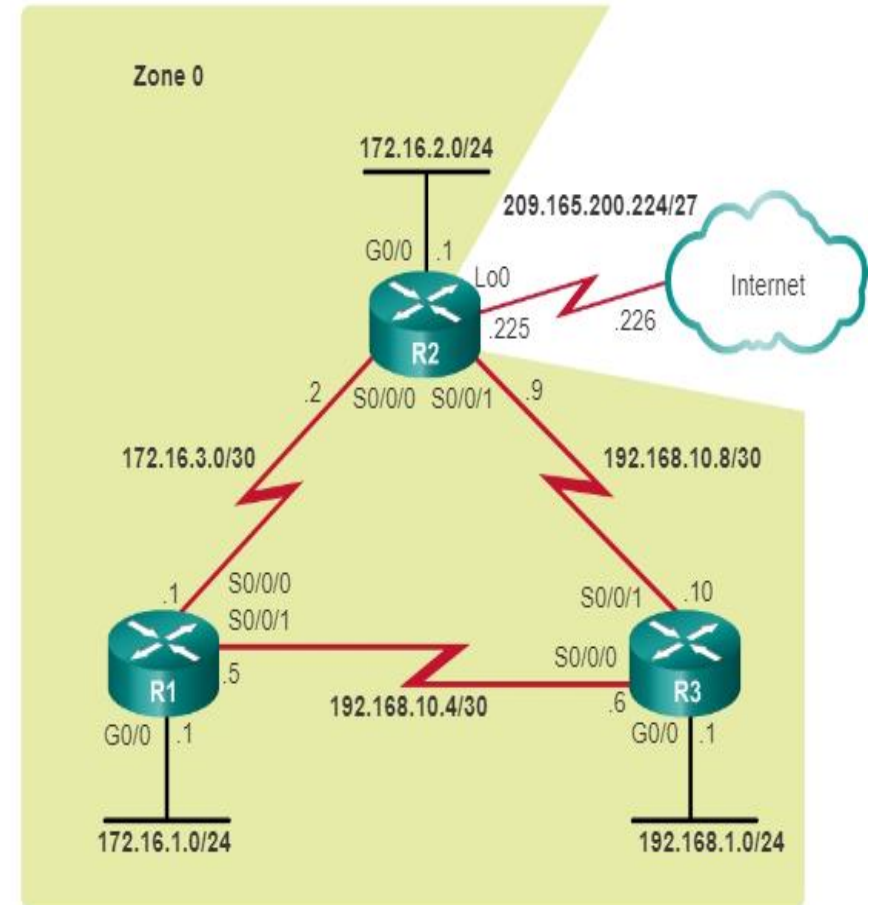 Zone 0
172.16.2.0/24
209.165.200.224/27
G0/0 .1
Lo0
Internet
.225 .226
R2
.2 S0/0/0 S0/0/1 .9
172.16.3.0/30 192.168.10.8/30
.1 S0/0/0 S0/0/1 .10
S0/0/1
S0/0/0
.5 .6
R1 R3
192.168.10.4/30
G0/0 .1 G0/0 .1
172.16.1.0/24 192.168.1.0/24